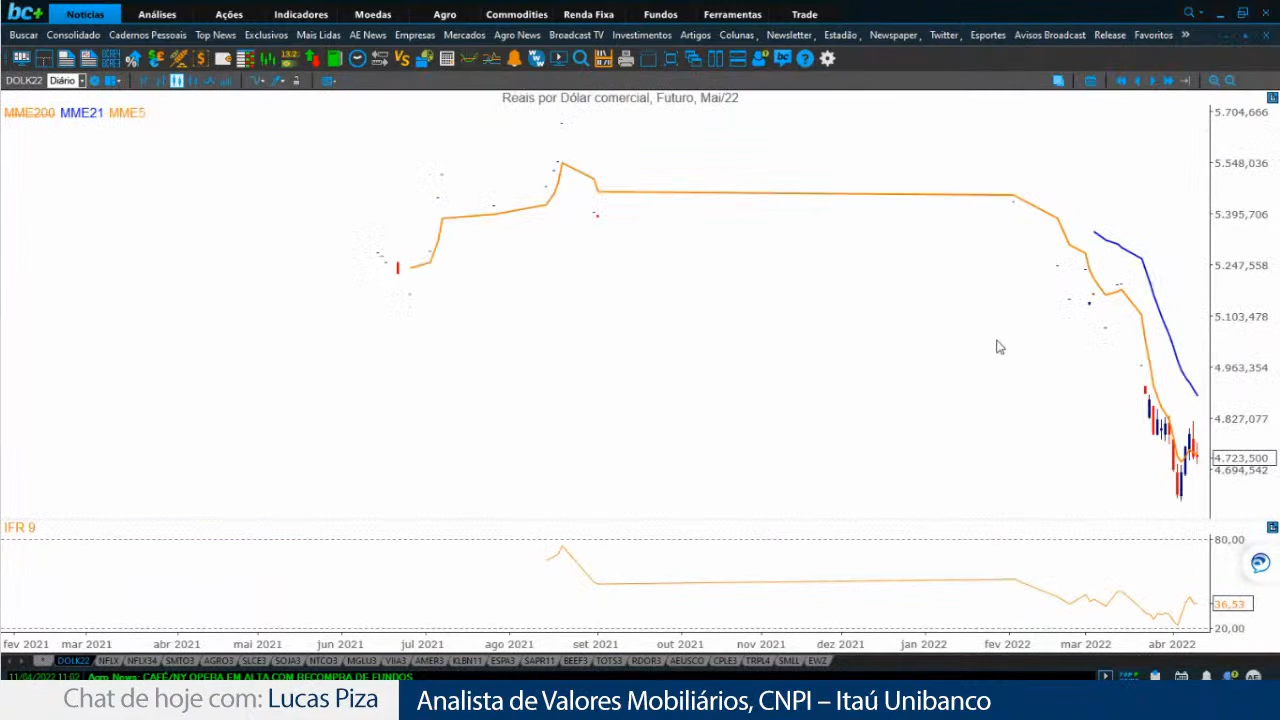 bc+ Notícias Análises Ações Indicadores Moedas Agro Commodities Renda Fixa Fundos Ferramentas Trade
Buscar Consolidado Cadernos Pessoais Top News Exclusivos Mais Lidas AE News Empresas Mercados Agro News Broadcast TV Investimentos Artigos Colunas Newsletter Estadão Newspaper Twitter Esportes Avisos Broadcast Release Favoritos
DOLK22 Diário
Reais por Dólar comercial, Futuro, Mai/22
MME200 MME21 MME5
5.704,666
5.548,036
5.395,706
5.247,558
5.103,478
4.963,354
4.827,077
4.723,500
4.694,542
IFR 9
80,00
36,53
20,00
fev 2021 mar 2021 abr 2021 mai 2021 jun 2021 jul 2021 ago 2021 set 2021 out 2021 nov 2021 dez 2021 jan 2022 fev 2022 mar 2022 abr 2022
DOLK22 NFLX NFLX34 SMTO3 AGRO3 SLCE3 SOJA3 NTCO3 MGLU3 VIIA3 AMER3 KLBN11 ESPA3 SAPR11 BEEF3 TOTS3 RDOR3 AEUSCO CPLE3 TRPL4 SMLL EWZ
11/04/2022 11:02 Agro News: CAFÉ/NY OPERA EM ALTA COM RECOMPRA DE FUNDOS
Chat de hoje com: Lucas Piza Analista de Valores Mobiliários, CNPI – Itaú Unibanco